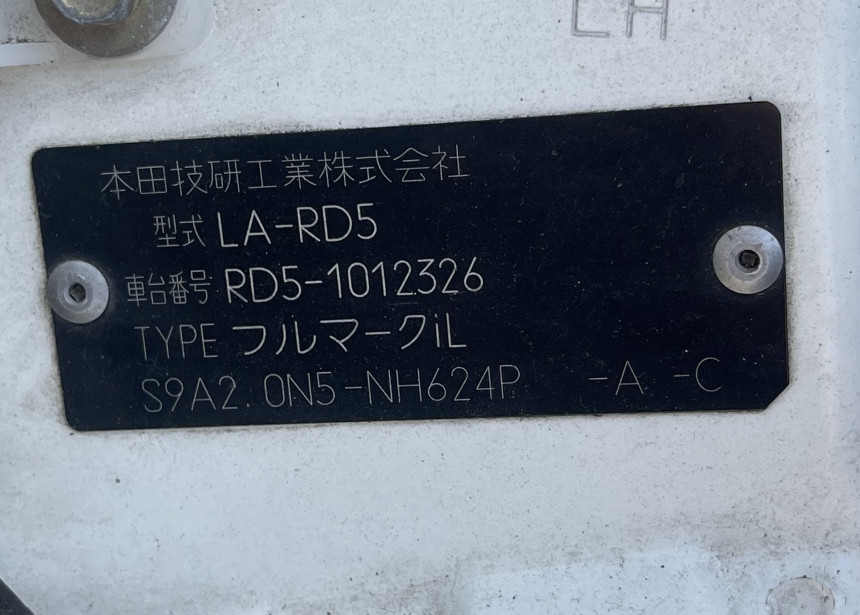 LH
本田技研工業株式会社
型式 LA-RD5
車台番号 RD5-1012326
TYPE フルマークiL
S9A2.0N5-NH624P -A -C